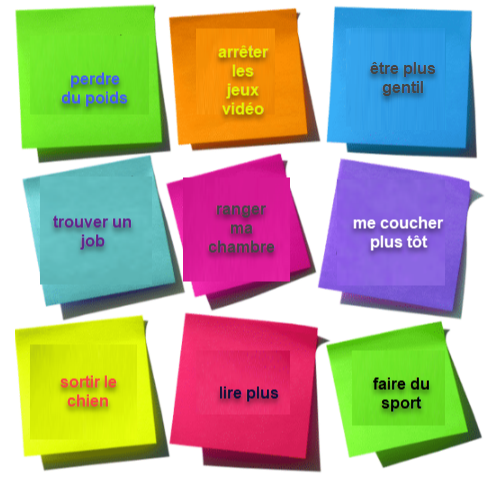 perdre
du poids
arrêter
les
jeux
vidéo
être plus
gentil
trouver un
job
ranger
ma
chambre
me coucher
plus tôt
sortir le
chien
lire plus
faire du
sport